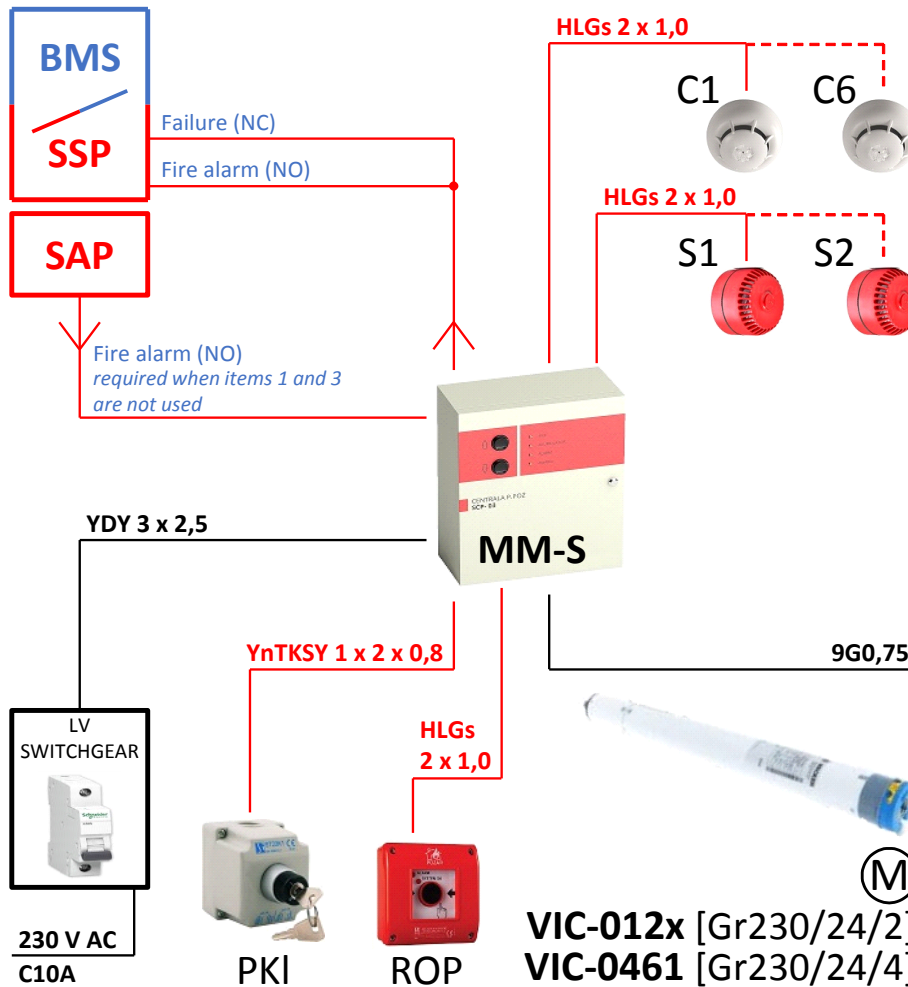 BMS
SSP
Failure (NC)
Fire alarm (NO)
SAP
Fire alarm (NO)
required when items 1 and 3
are not used
HLGs 2 x 1,0
C1
C6
HLGs 2 x 1,0
S1
S2
CENTRALA P-POZ
MM-S
YDY 3 x 2,5
YnTKSY 1 x 2 x 0,8
9G0,75
HLGs
2 x 1,0
LV
SWITCHGEAR
Schneider
230 V AC
C10A
PKl
ROP
M
VIC-012x [Gr230/24/2]
VIC-0461 [Gr230/24/4]